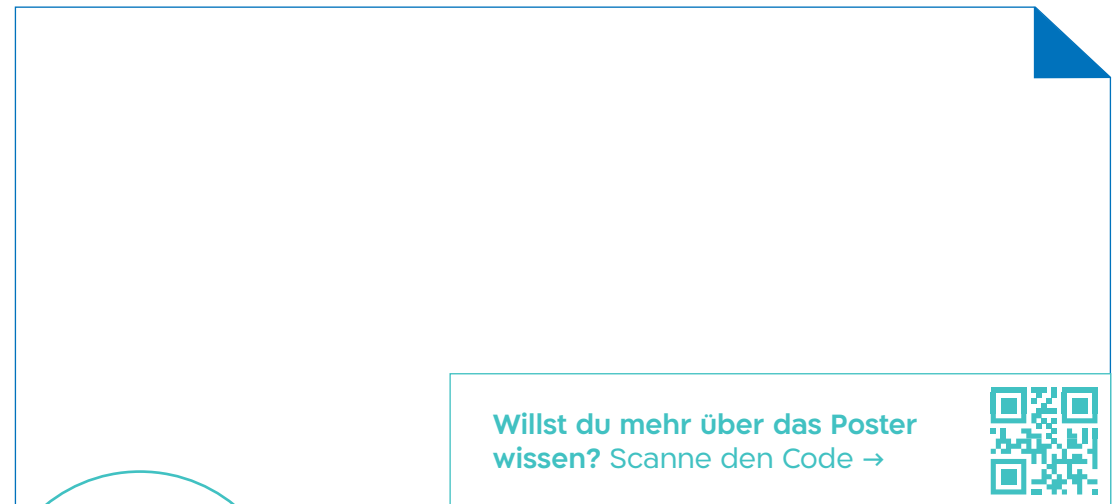 Willst du mehr über das Poster
wissen? Scanne den Code →